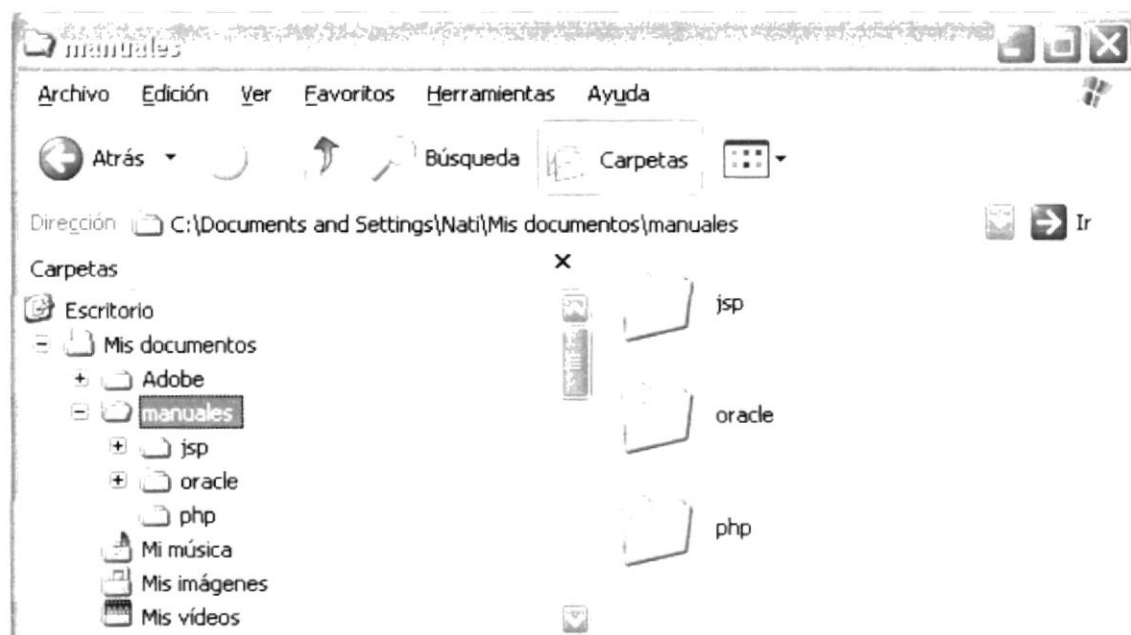 manuales
Archivo Edición Ver Favoritos Herramientas Ayuda
Atrás Búsqueda Carpetas
Dirección C:\Documents and Settings\Nati\Mis documentos\manuales Ir
Carpetas
Escritorio
Mis documentos
Adobe
manuales
jsp
oracle
php
Mi música
Mis imágenes
Mis vídeos
jsp
oracle
php